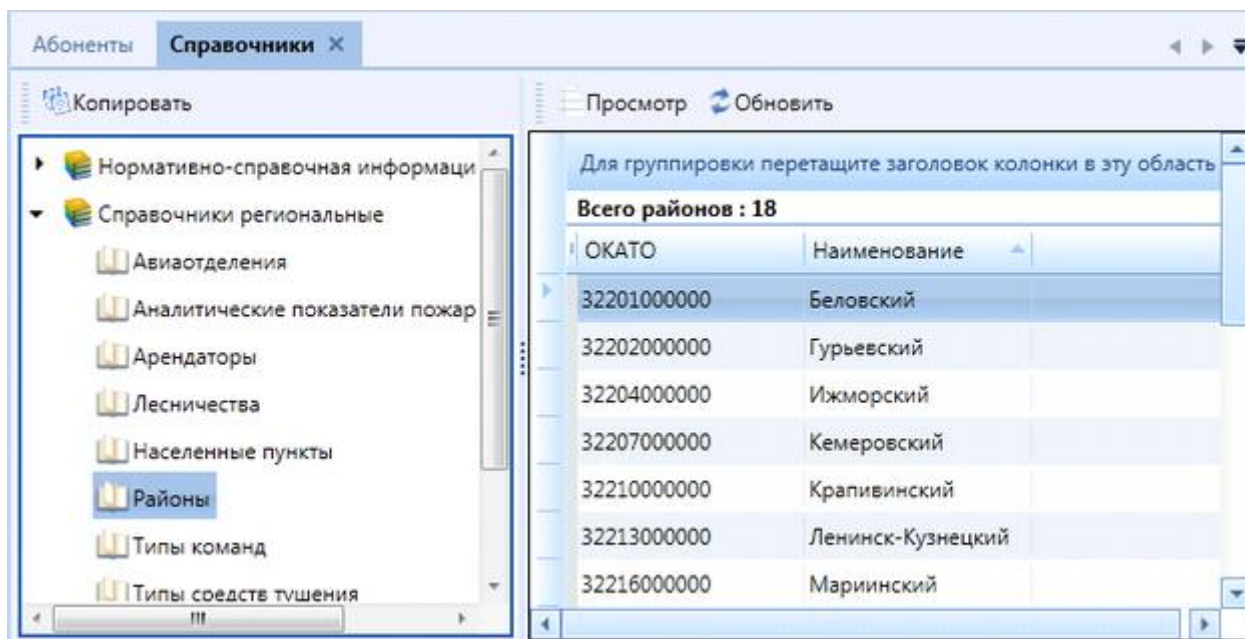 Абоненты Справочники
Копировать
Просмотр Обновить
Нормативно-справочная информаци
Справочники региональные
Авиаотделения
Аналитические показатели пожар
Арендаторы
Лесничества
Населенные пункты
Районы
Типы команд
Типы средств тушения
Для группировки перетащите заголовок колонки в эту область
Всего районов : 18
ОКАТО Наименование
32201000000 Беловский
32202000000 Гурьевский
32204000000 Ижморский
32207000000 Кемеровский
32210000000 Крапивинский
32213000000 Ленинск-Кузнецкий
32216000000 Мариинский